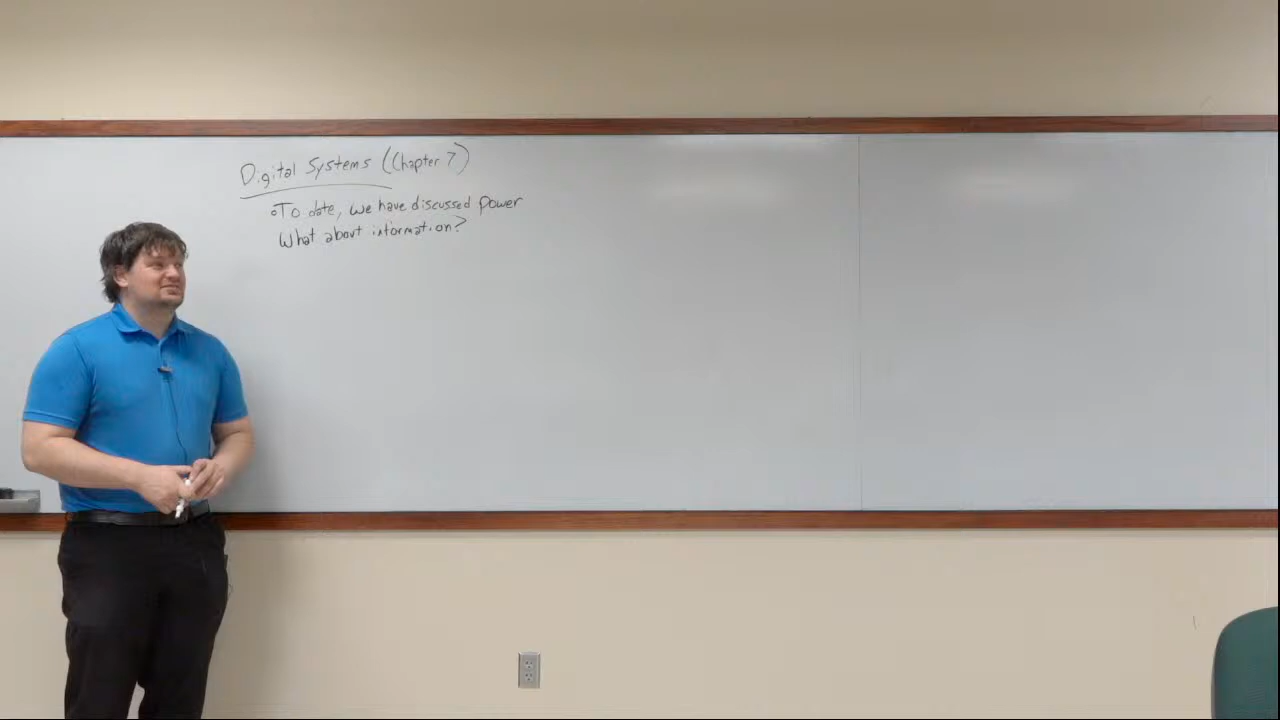 Digital Systems (Chapter 7)
∘To date, we have discussed power
What about information?